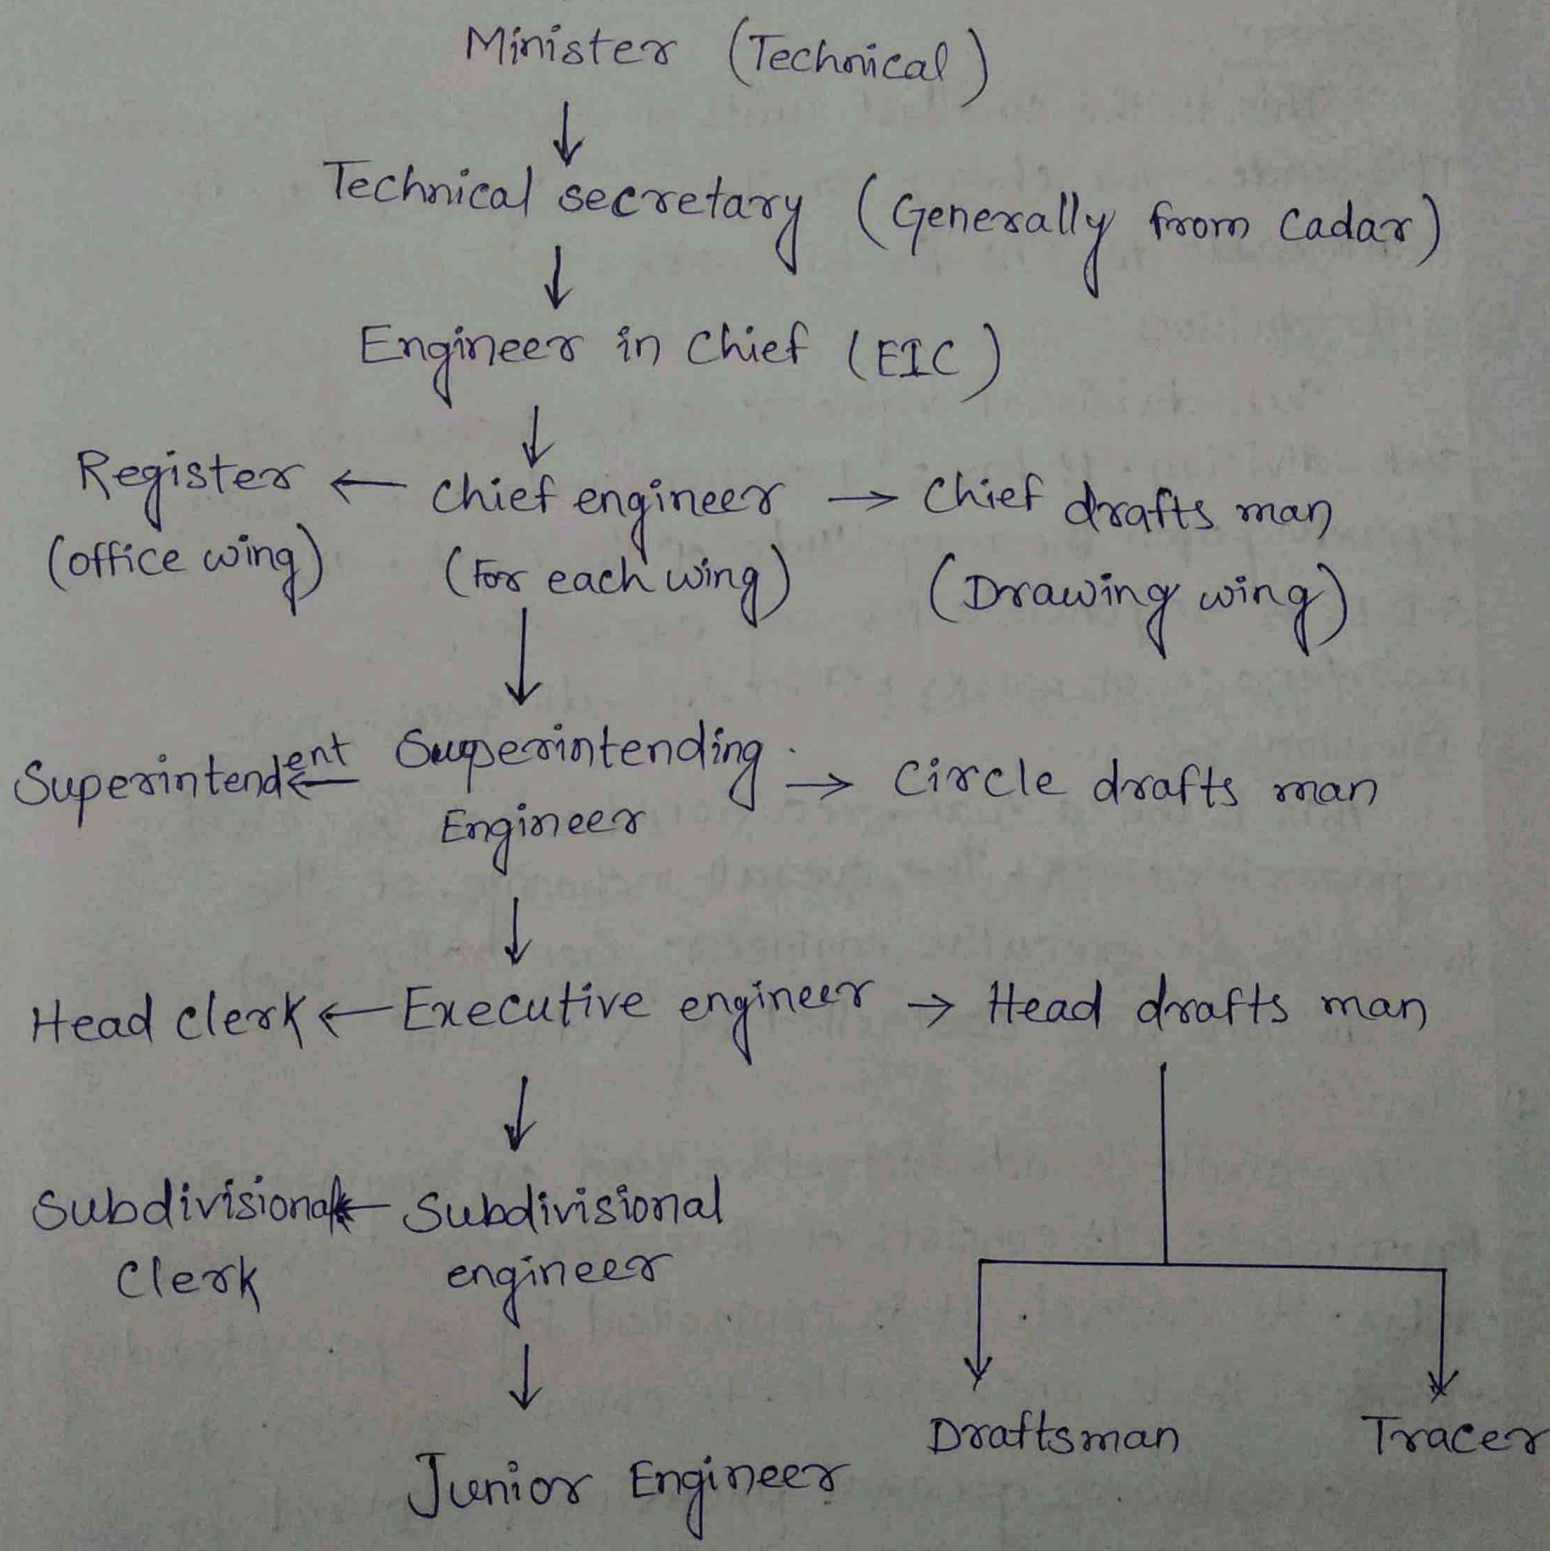 Minister (Technical)
Technical secretary (Generally from cadar)
Engineer in chief (EIC)
Register ← chief engineer → chief drafts man
(office wing) (For each wing) (Drawing wing)
Superintendent ← Superintending → circle drafts man
Engineer
Head clerk ← Executive engineer → Head drafts man
Subdivisional ← Subdivisional
clerk engineer
Draftsman Tracer
Junior Engineer